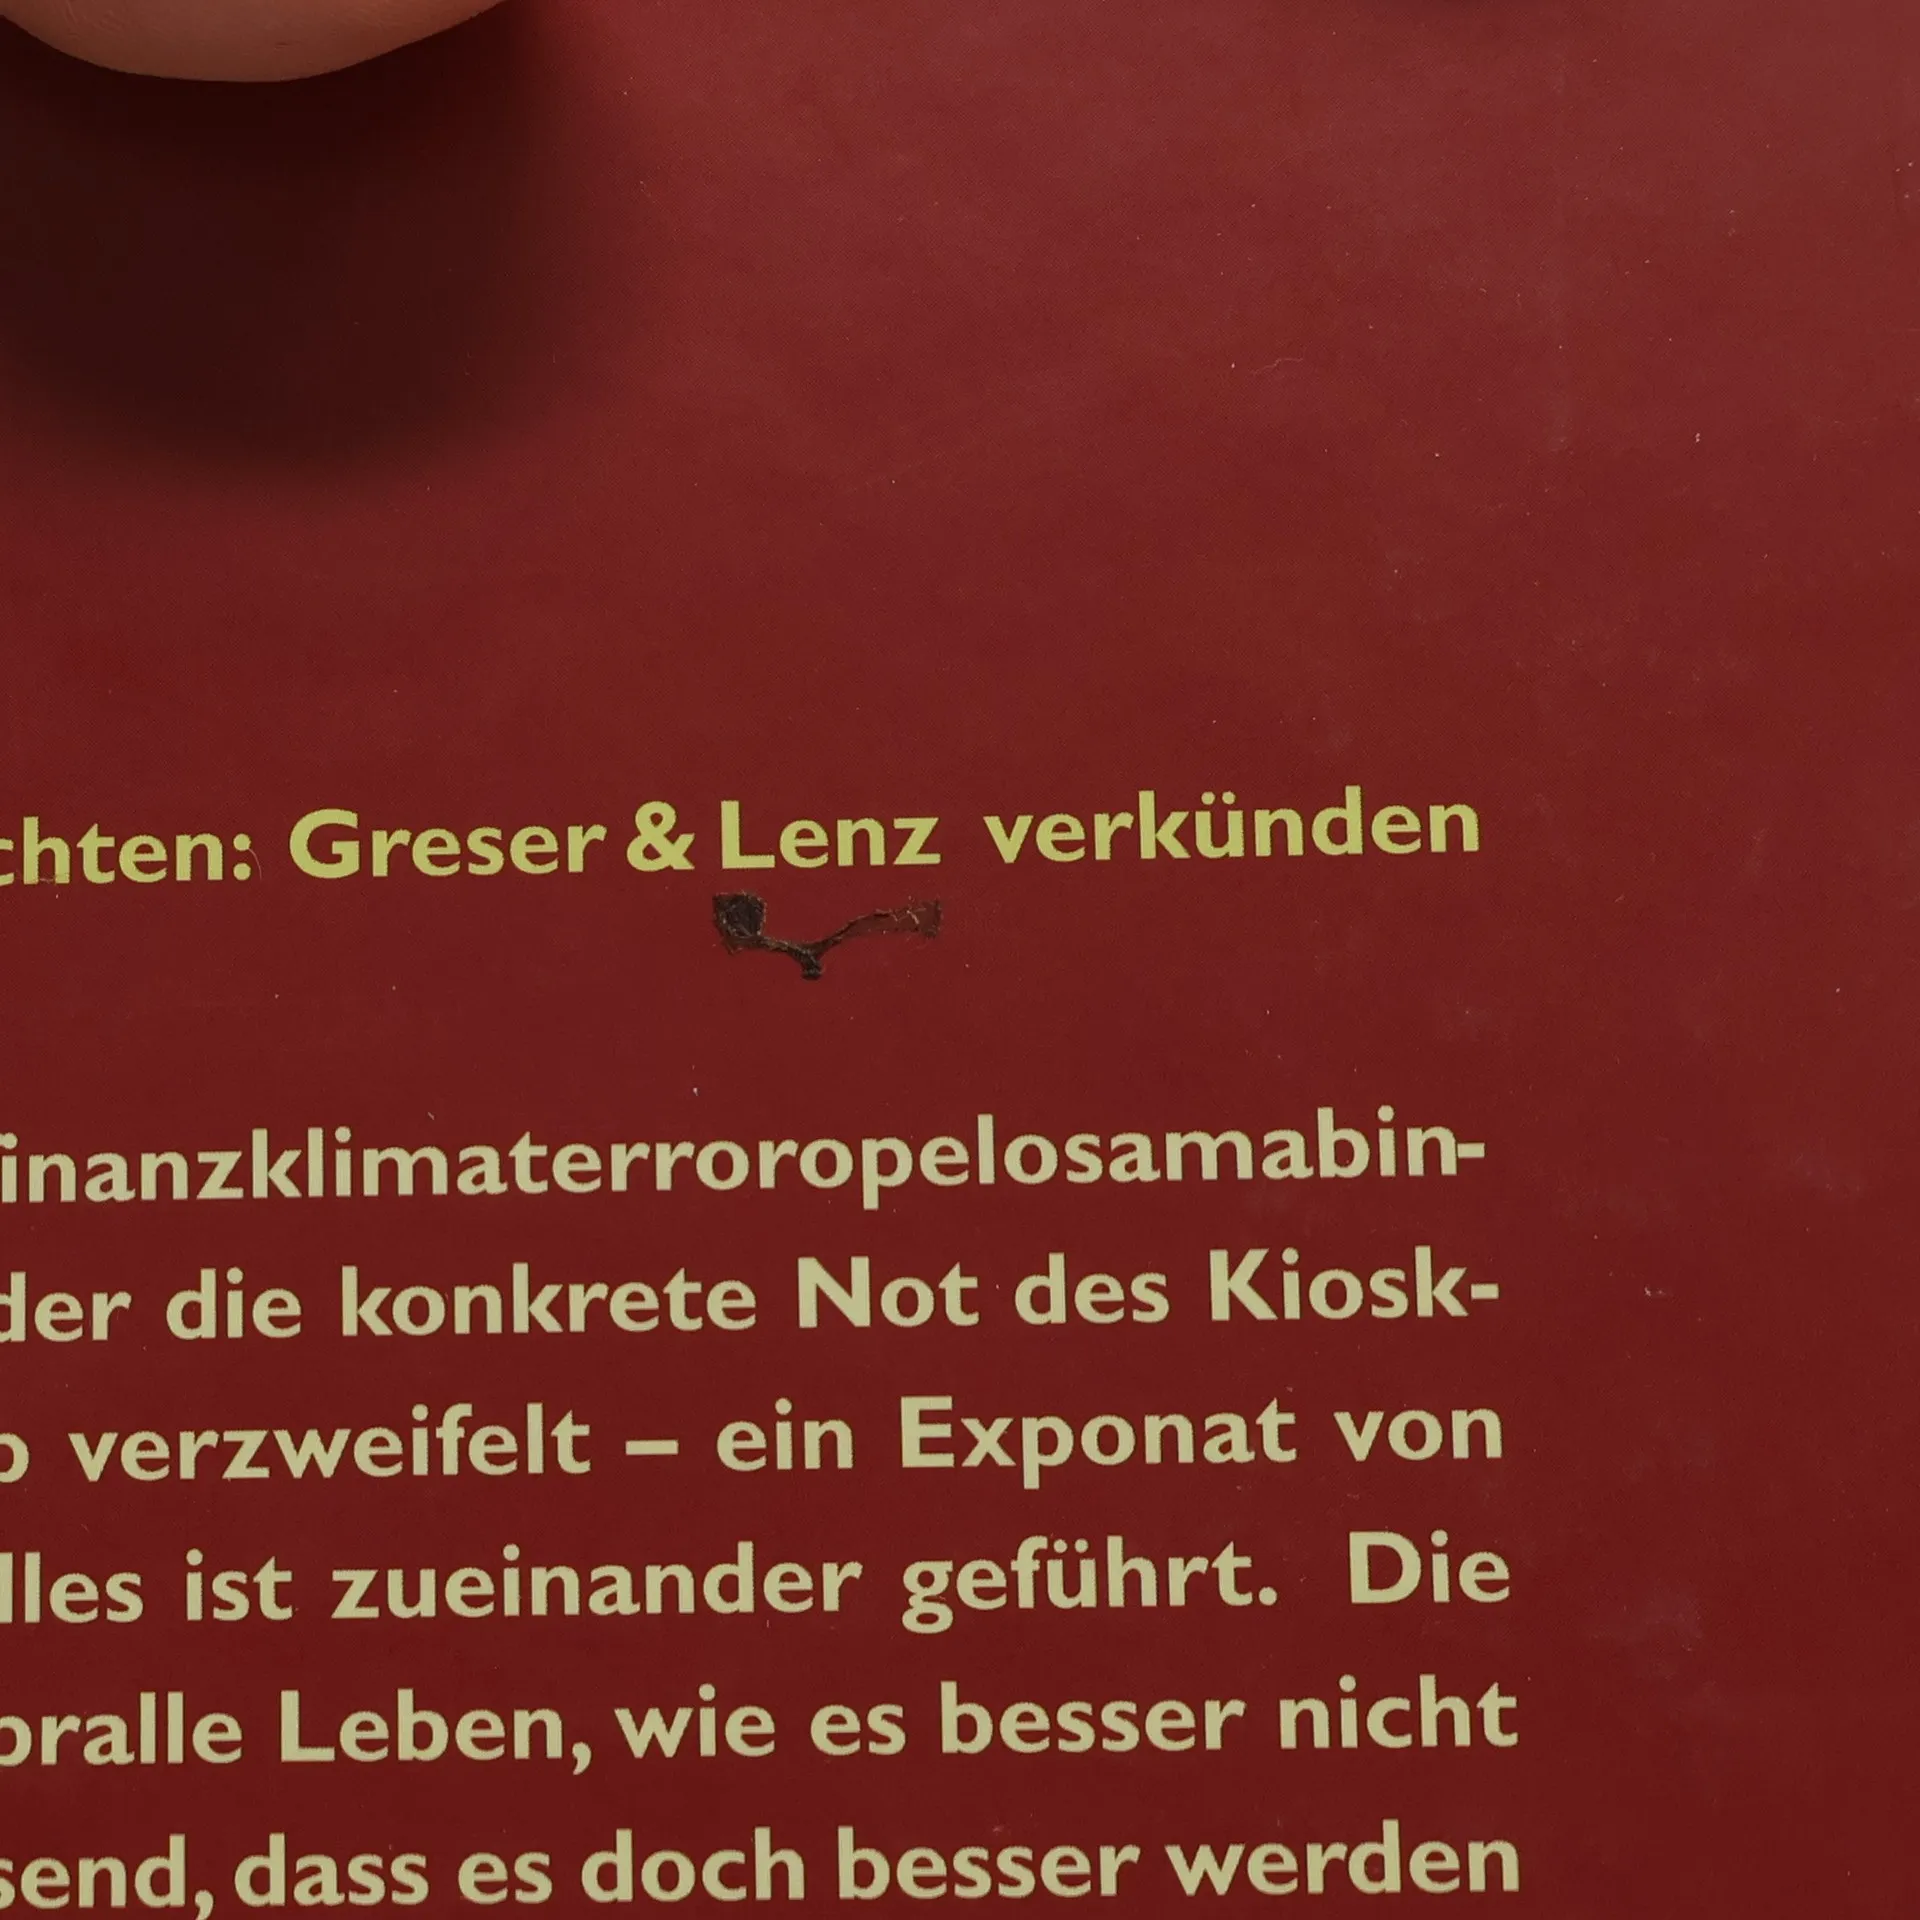 chten: Greser & Lenz verkünden
inanzklimaterroropelosamabin-
der die konkrete Not des Kiosk-
verzweifelt – ein Exponat von
lles ist zueinander geführt. Die
pralle Leben, wie es besser nicht
send, dass es doch besser werden